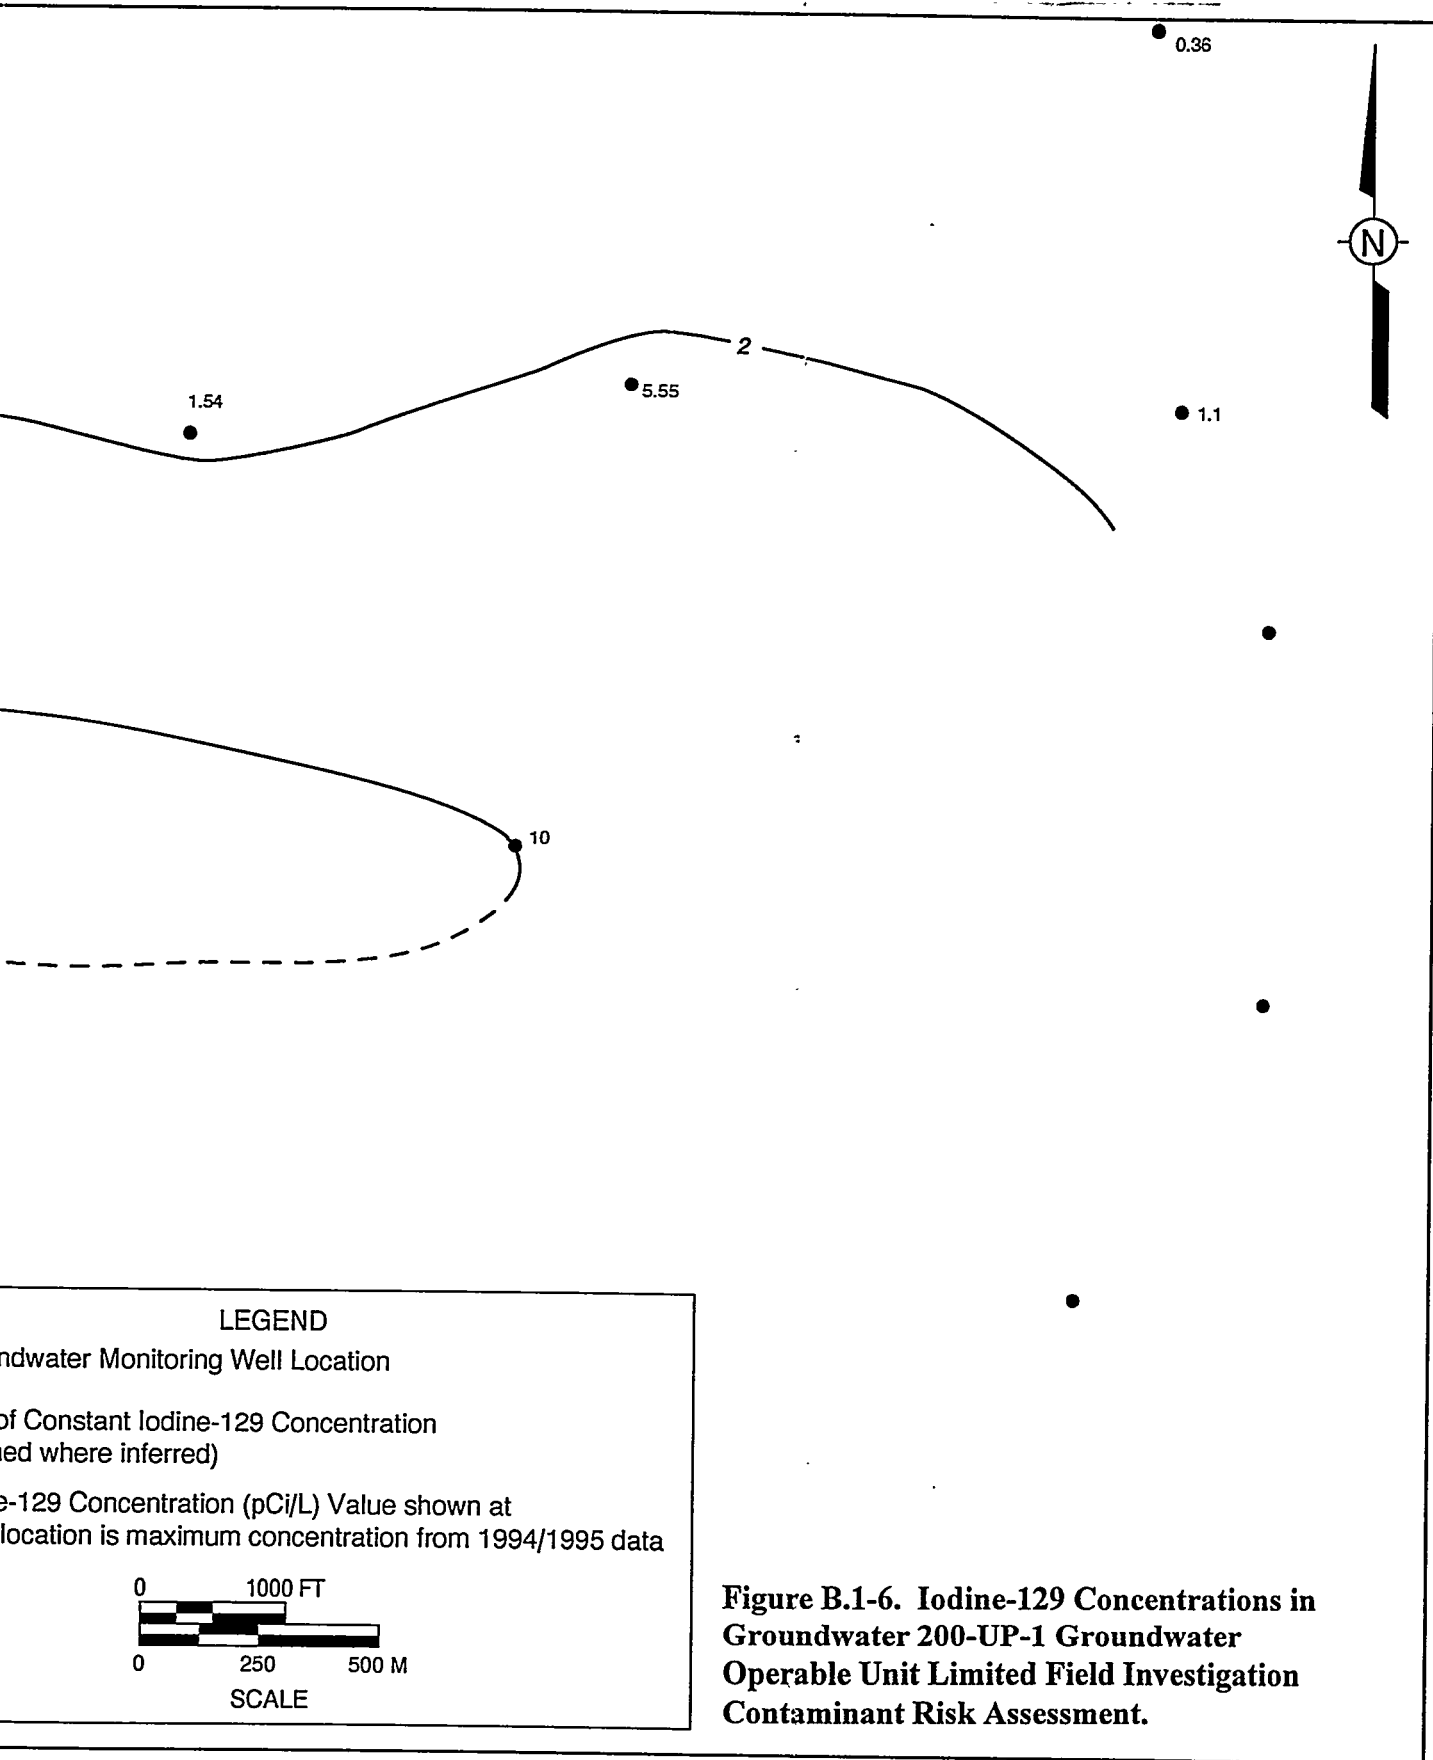 0.36
N
2
1.54
5.55
1.1
10
LEGEND
ndwater Monitoring Well Location
of Constant Iodine-129 Concentration
ned where inferred)
e-129 Concentration (pCi/L) Value shown at
location is maximum concentration from 1994/1995 data
0 1000 FT
0 250 500 M
SCALE
Figure B.1-6. Iodine-129 Concentrations in
Groundwater 200-UP-1 Groundwater
Operable Unit Limited Field Investigation
Contaminant Risk Assessment.